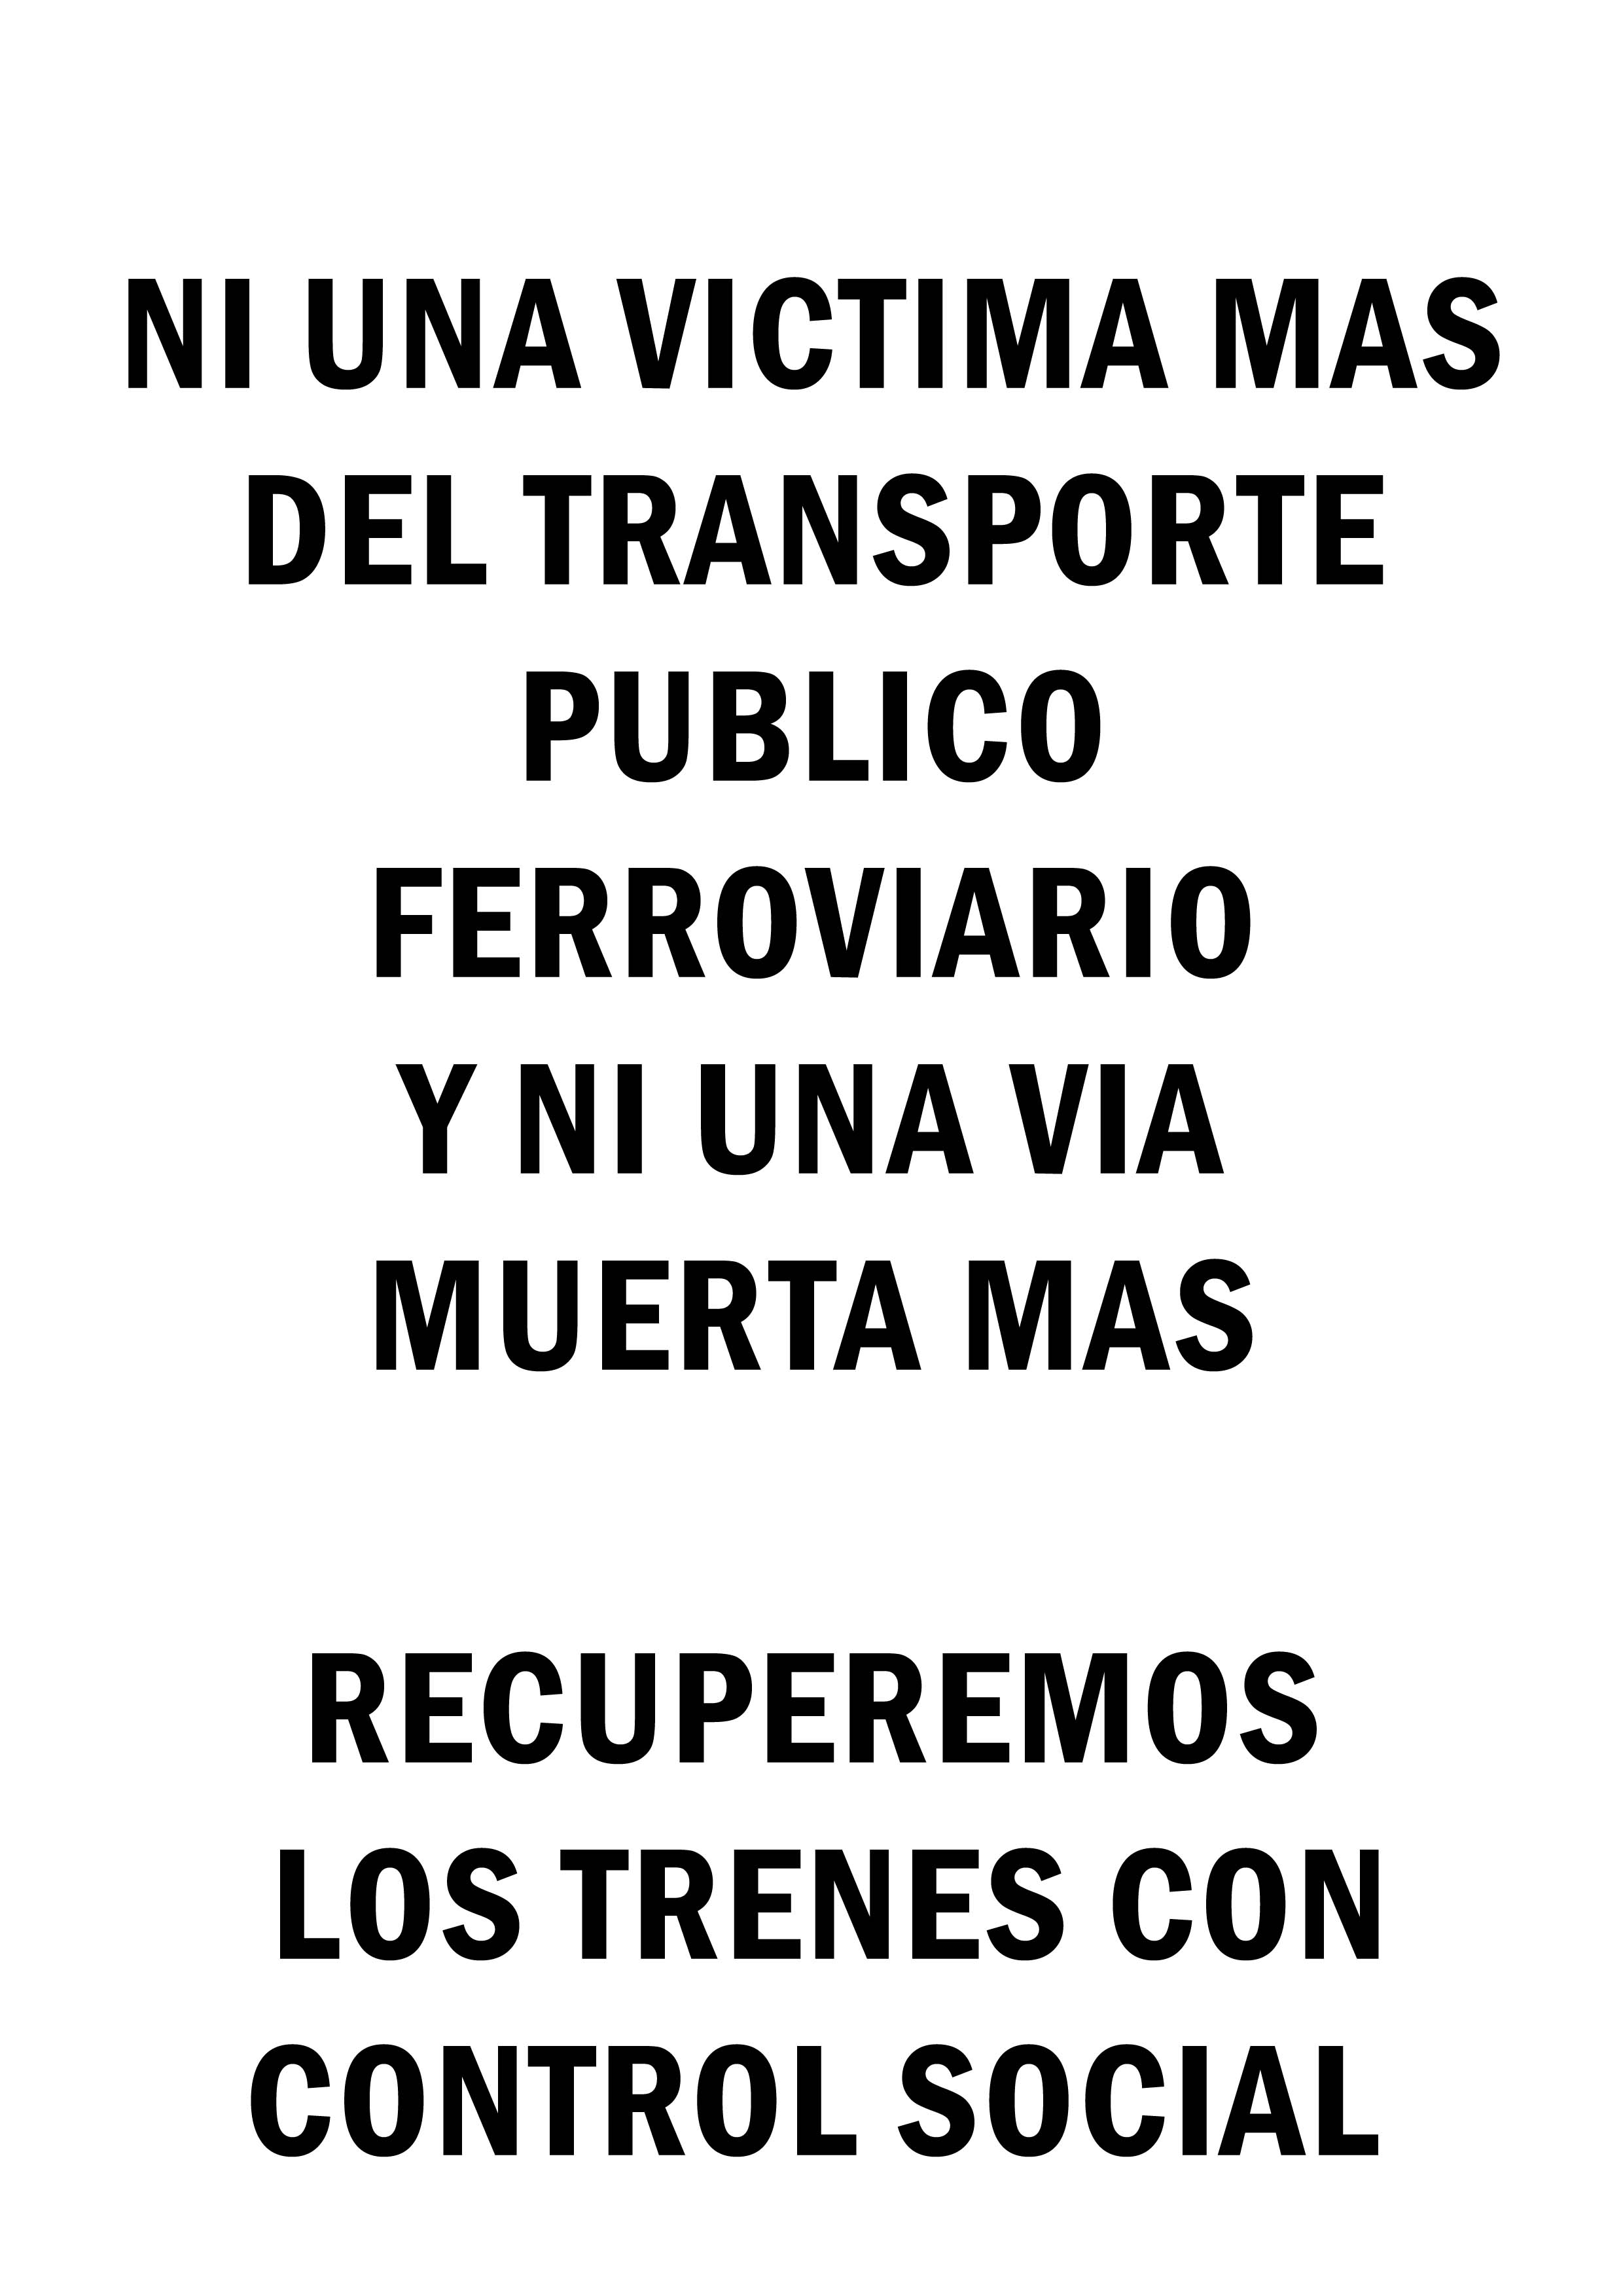 NI UNA VICTIMA MAS
DEL TRANSPORTE
PUBLICO
FERROVIARIO
Y NI UNA VIA
MUERTA MAS
RECUPEREMOS
LOS TRENES CON
CONTROL SOCIAL